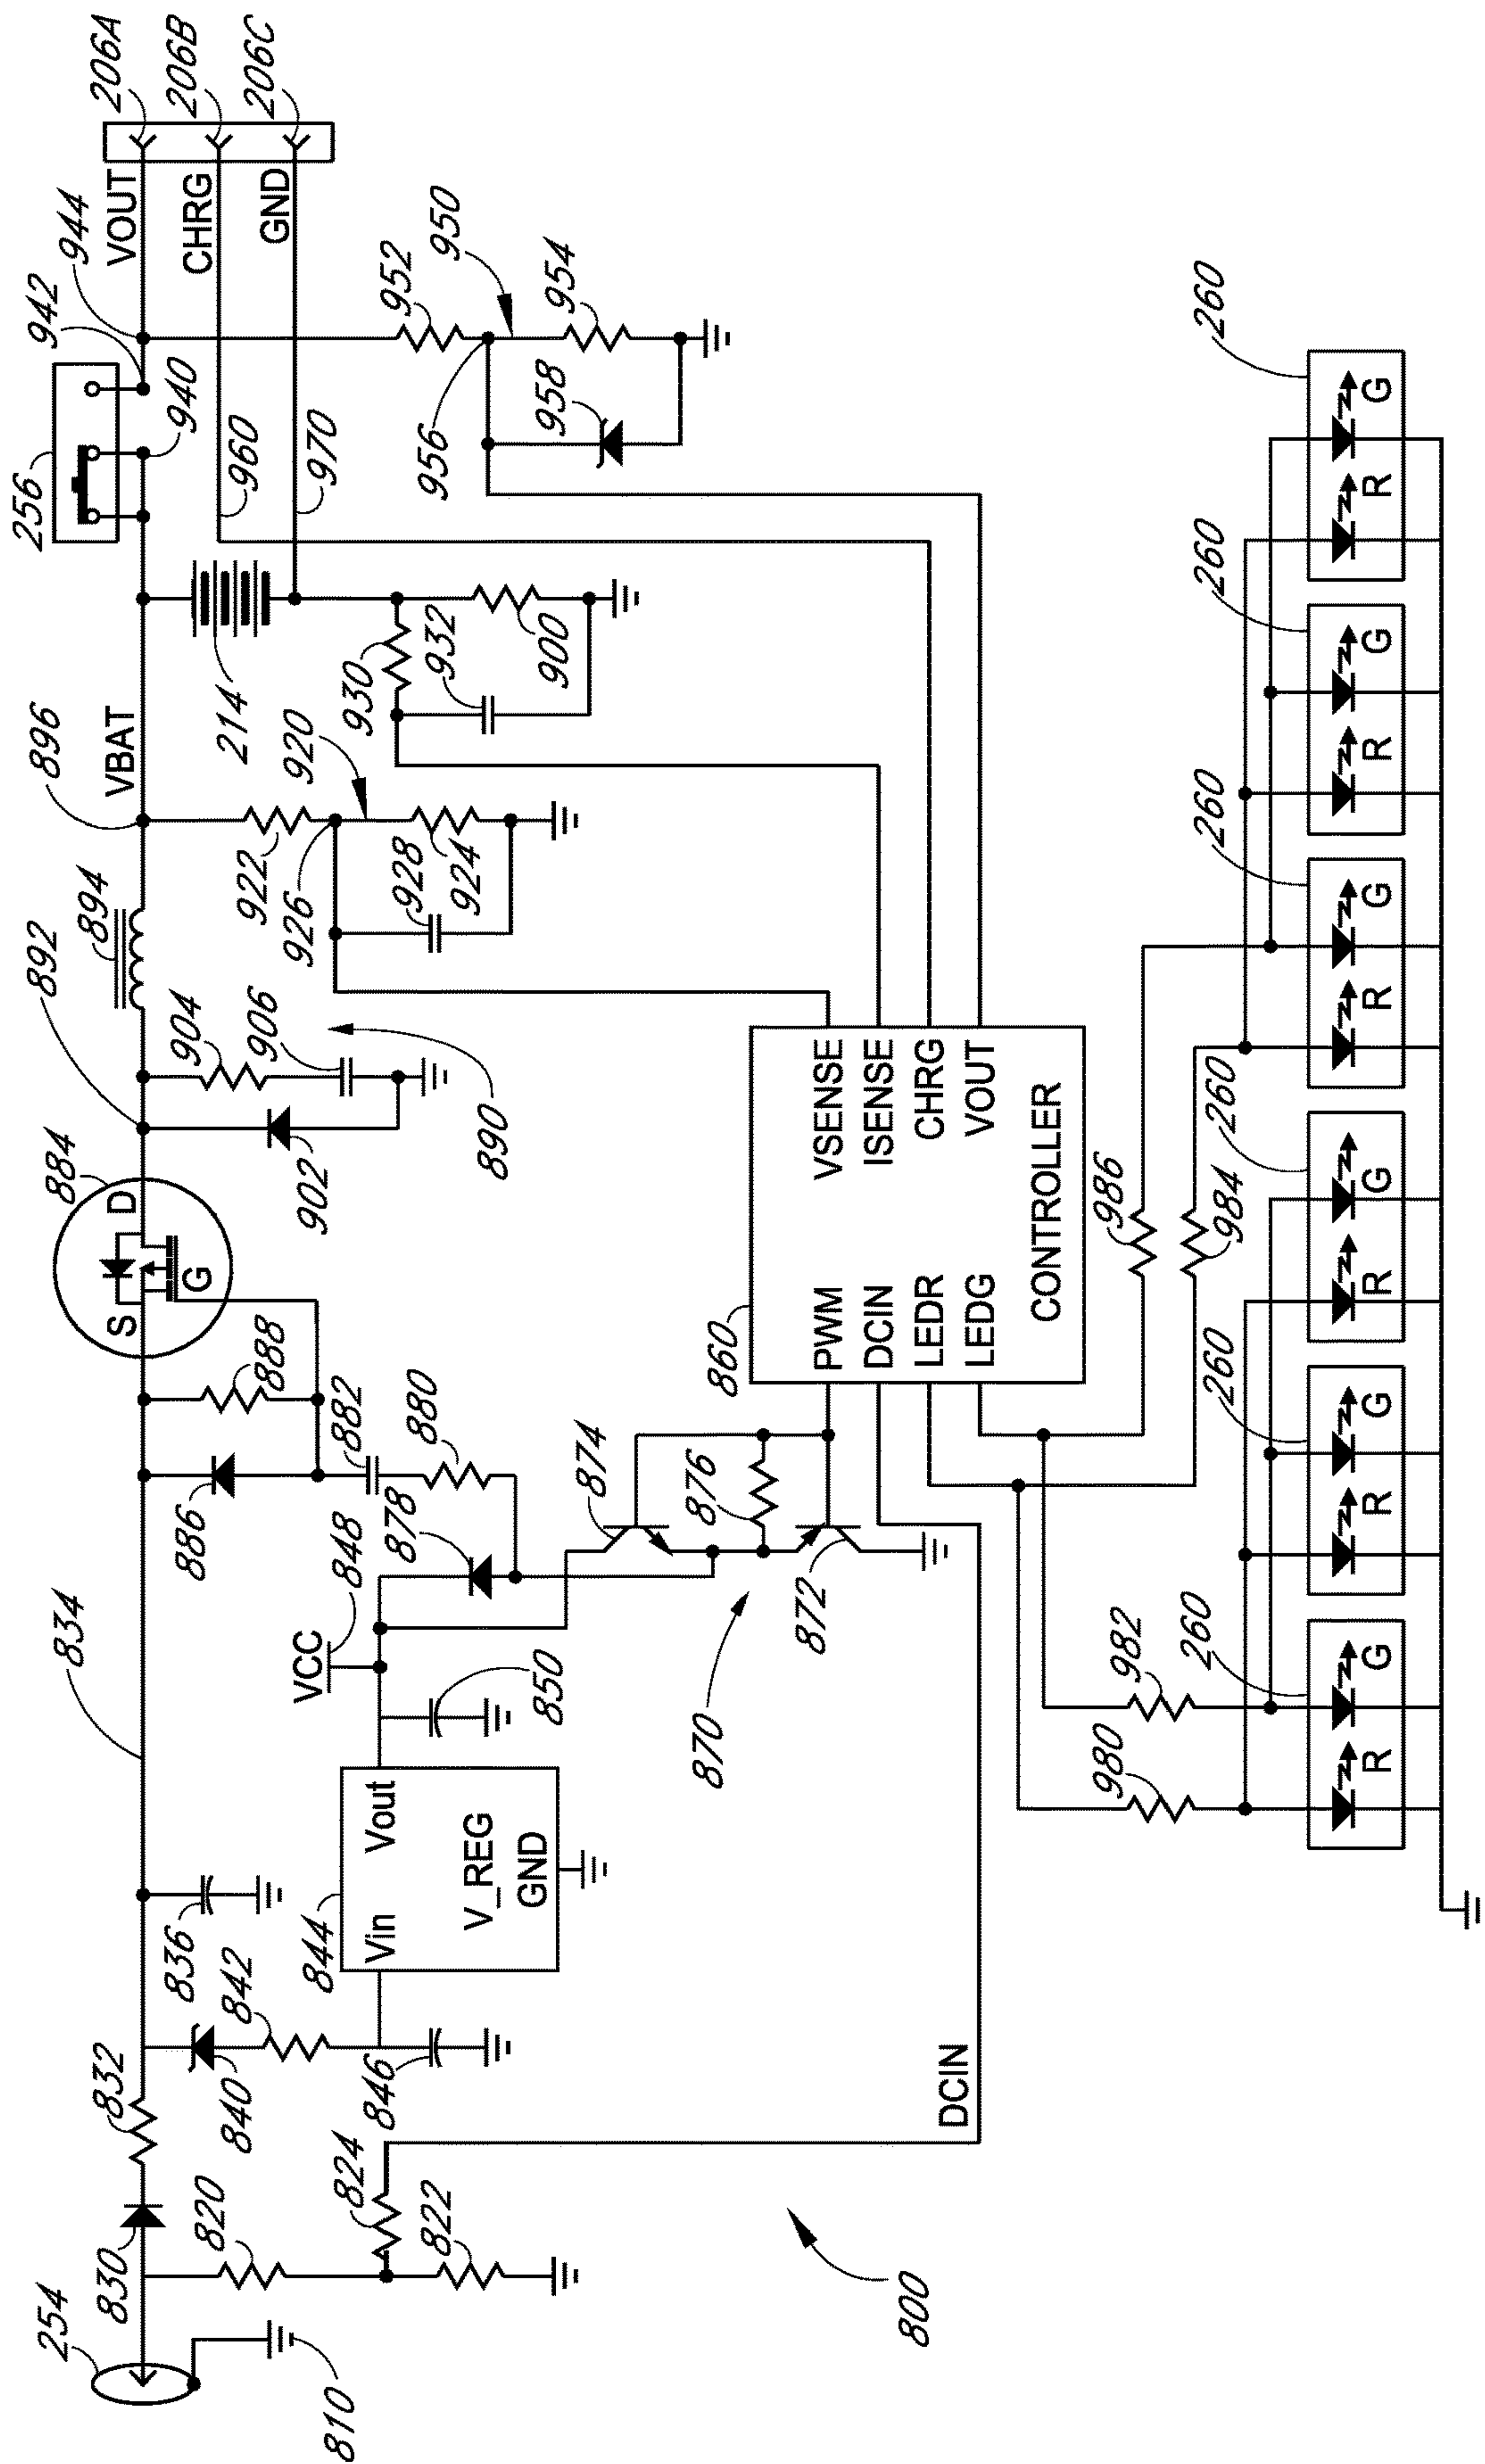 206A
206B
206C
VOUT
CHRG
GND
944
942
940
256
960
970
952
950
954
956
958
896
VBAT
214
930
932
900
920
922
926
928
924
892
894
904
906
890
902
884
D
S
G
888
886
882
880
834
VCC
848
878
874
876
872
870
850
844
Vin
Vout
V_REG
GND
836
832
842
840
846
830
820
824
822
254
810
DCIN
800
860
PWM
DCIN
LEDR
LEDG
VSENSE
ISENSE
CHRG
VOUT
CONTROLLER
986
984
982
980
260
R
G
260
R
G
260
R
G
260
R
G
260
R
G
260
R
G